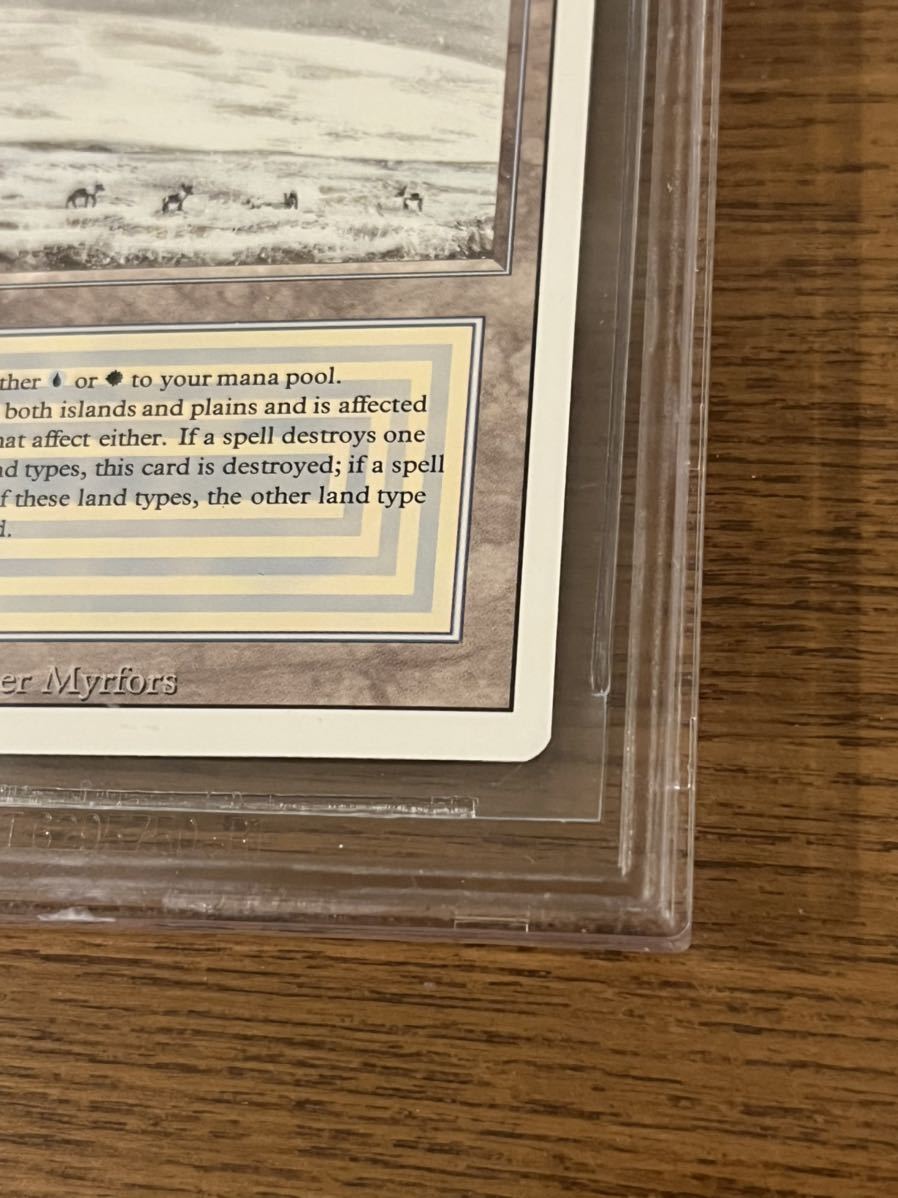 ther or to your mana pool.
both islands and plains and is affected
hat affect either. If a spell destroys one
nd types, this card is destroyed; if a spell
f these land types, the other land type
d.
er Myrfors